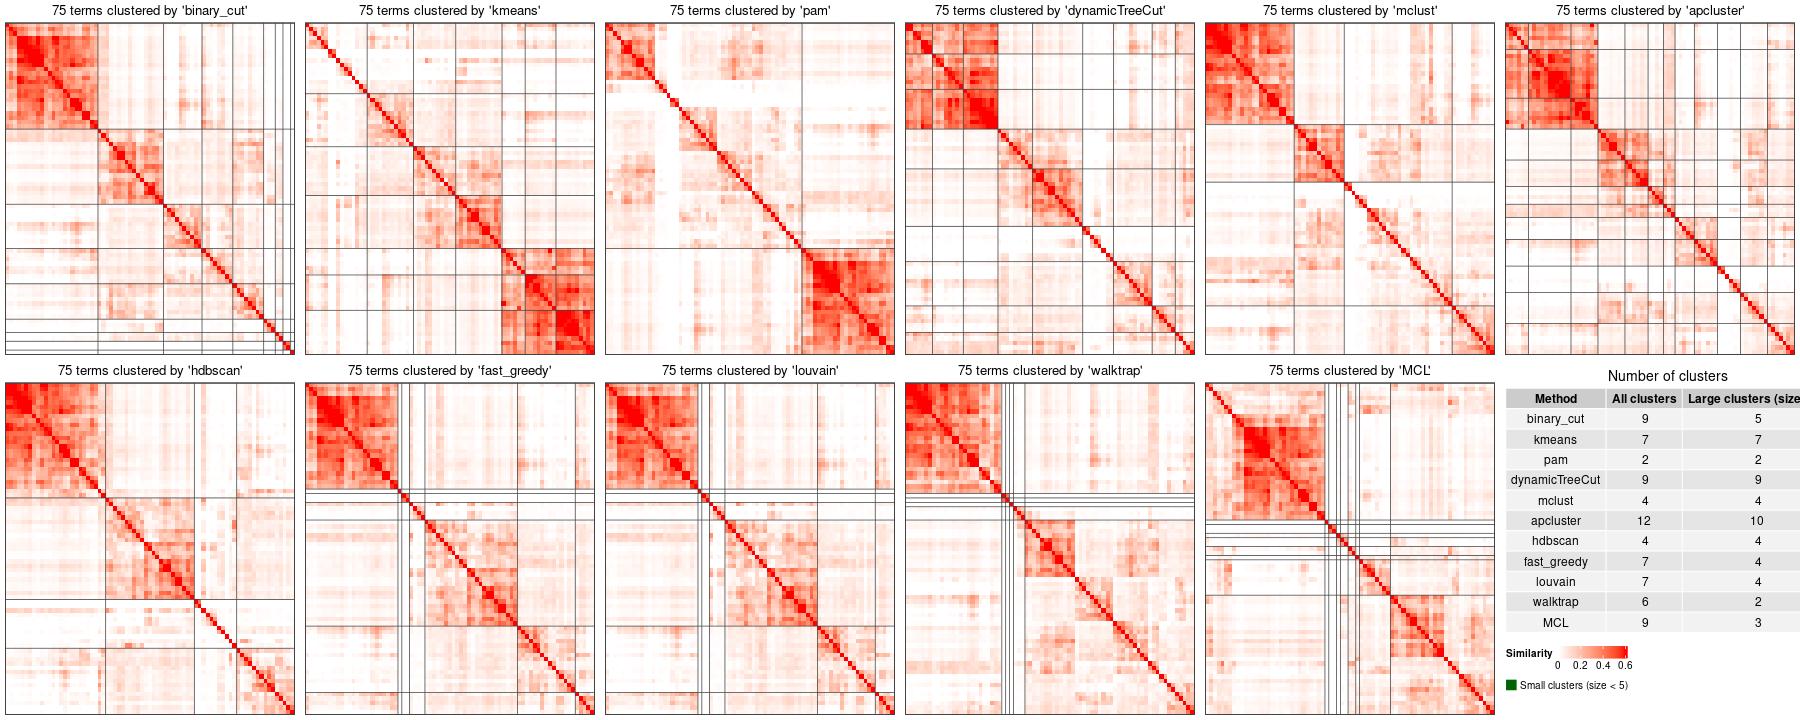 75 terms clustered by 'binary_cut'
75 terms clustered by 'kmeans'
75 terms clustered by 'pam'
75 terms clustered by 'dynamicTreeCut'
75 terms clustered by 'mclust'
75 terms clustered by 'apcluster'
75 terms clustered by 'hdbscan'
75 terms clustered by 'fast_greedy'
75 terms clustered by 'louvain'
75 terms clustered by 'walktrap'
75 terms clustered by 'MCL'
Number of clusters
Method All clusters Large clusters (size
binary_cut 9 5
kmeans 7 7
pam 2 2
dynamicTreeCut 9 9
mclust 4 4
apcluster 12 10
hdbscan 4 4
fast_greedy 7 4
louvain 7 4
walktrap 6 2
MCL 9 3
Similarity
0 0.2 0.4 0.6
Small clusters (size < 5)